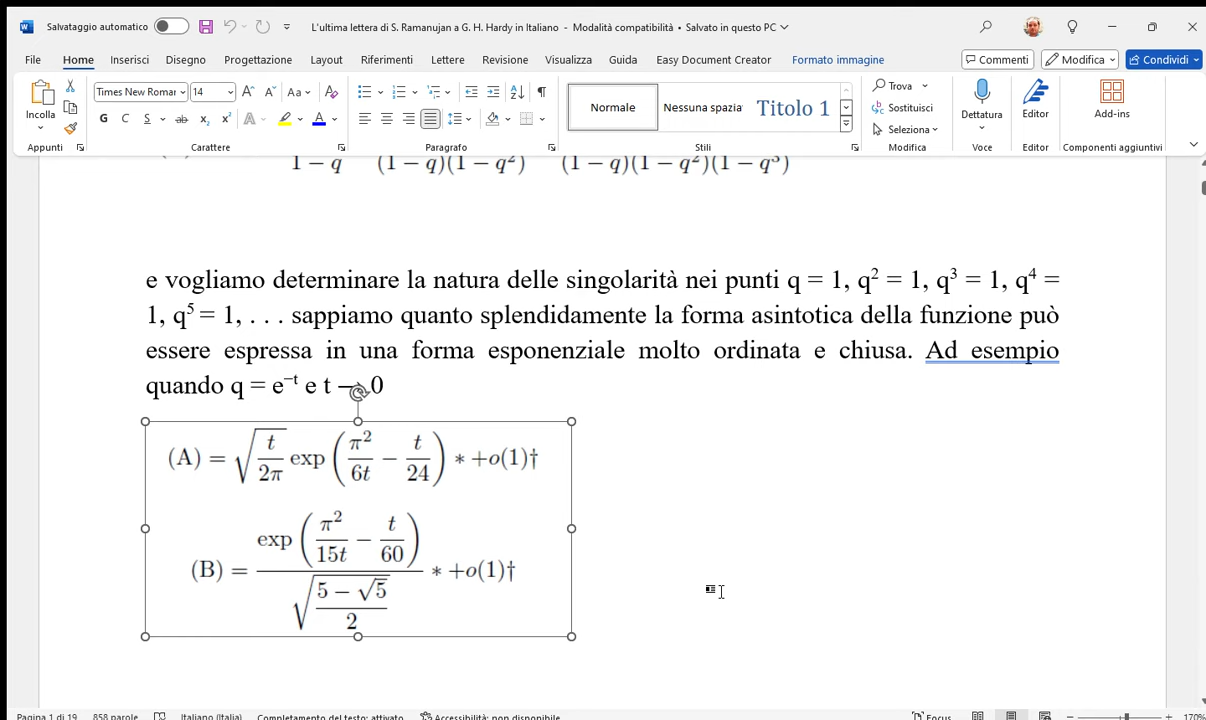 Salvataggio automatico L'ultima lettera di S. Ramanujan a G. H. Hardy in Italiano - Modalità compatibilità • Salvato in questo PC
File Home Inserisci Disegno Progettazione Layout Riferimenti Lettere Revisione Visualizza Guida Easy Document Creator Formato immagine Commenti Modifica Condividi
Incolla Times New Romar 14 Aa Normale Nessuna spazia Titolo 1 Trova Sostituisci Seleziona Dettatura Editor Add-ins
G C S ab x₂ x² A A
Appunti Carattere Paragrafo Stili Modifica Voce Editor Componenti aggiuntivi
1 − q (1 − q)(1 − q²) (1 − q)(1 − q²)(1 − q³)
e vogliamo determinare la natura delle singolarità nei punti q = 1, q² = 1, q³ = 1, q⁴ =
1, q⁵ = 1, . . . sappiamo quanto splendidamente la forma asintotica della funzione può
essere espressa in una forma esponenziale molto ordinata e chiusa. Ad esempio
quando q = e⁻ᵗ e t 0
(A) = √(t/2π) exp (π²/6t − t/24) * +o(1)†
(B) = exp (π²/15t − t/60) / √((5 − √5)/2) * +o(1)†
Pagina 1 di 19 858 parole Italiano (Italia) Completamento del testo: attivato Accessibilità: non disponibile Focus 170%